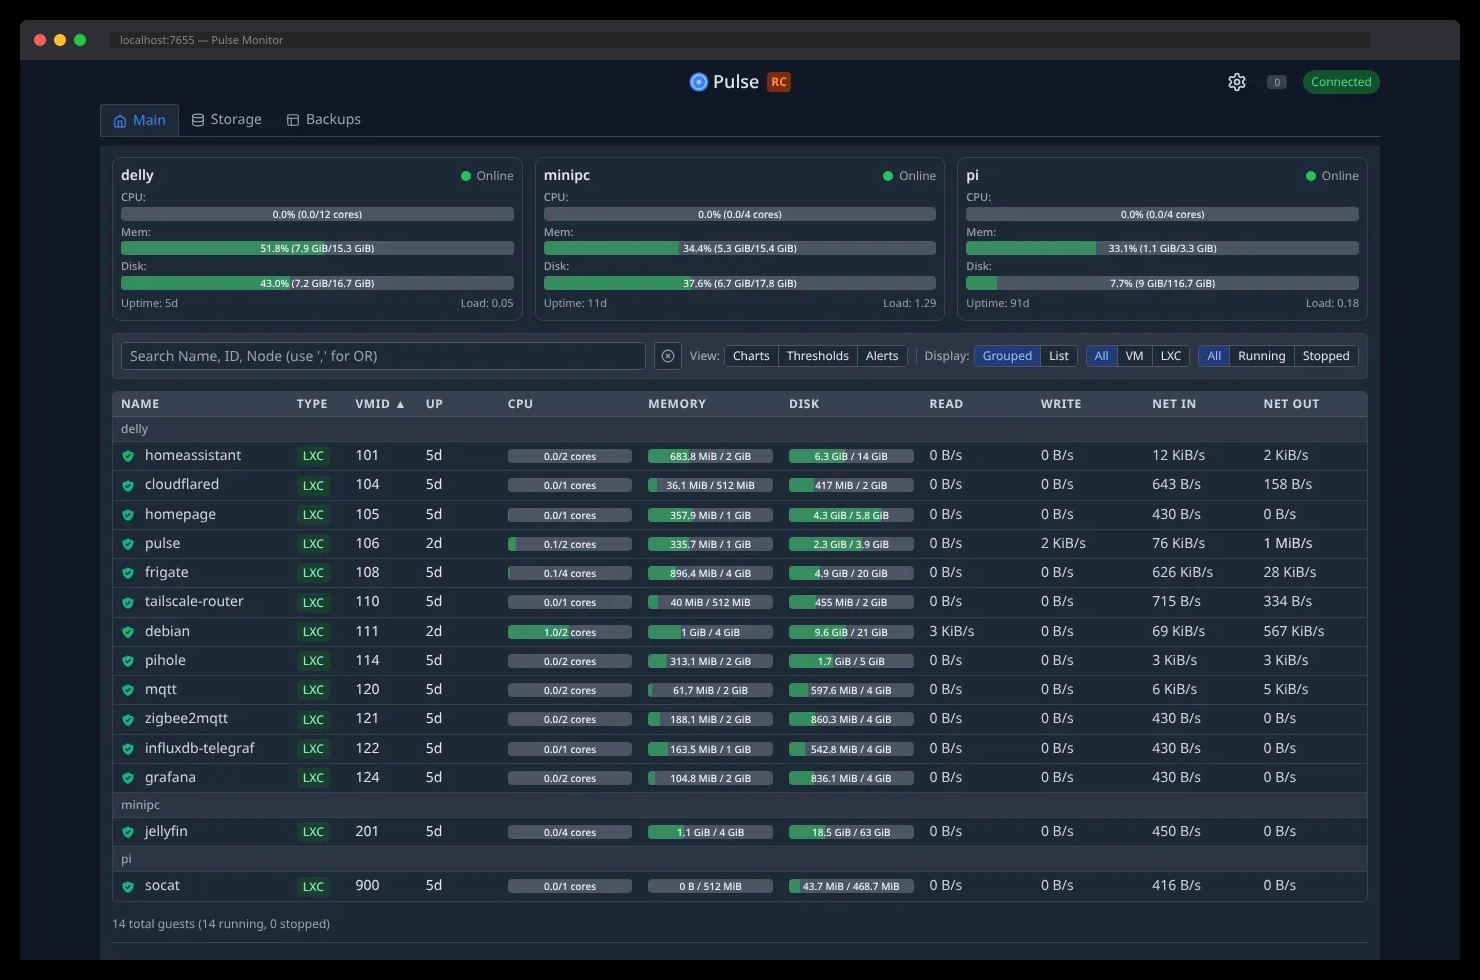 localhost:7655 — Pulse Monitor
Pulse RC
0 Connected
Main Storage Backups
delly Online
CPU:
0.0% (0.0/12 cores)
Mem:
51.8% (7.9 GiB/15.3 GiB)
Disk:
43.0% (7.2 GiB/16.7 GiB)
Uptime: 5d Load: 0.05
minipc Online
CPU:
0.0% (0.0/4 cores)
Mem:
34.4% (5.3 GiB/15.4 GiB)
Disk:
37.6% (6.7 GiB/17.8 GiB)
Uptime: 11d Load: 1.29
pi Online
CPU:
0.0% (0.0/4 cores)
Mem:
33.1% (1.1 GiB/3.3 GiB)
Disk:
7.7% (9 GiB/116.7 GiB)
Uptime: 91d Load: 0.18
Search Name, ID, Node (use ',' for OR) View: Charts Thresholds Alerts Display: Grouped List All VM LXC All Running Stopped
NAME TYPE VMID ▲ UP CPU MEMORY DISK READ WRITE NET IN NET OUT
delly
homeassistant LXC 101 5d 0.0/2 cores 683.8 MiB / 2 GiB 6.3 GiB / 14 GiB 0 B/s 0 B/s 12 KiB/s 2 KiB/s
cloudflared LXC 104 5d 0.0/1 cores 36.1 MiB / 512 MiB 417 MiB / 2 GiB 0 B/s 0 B/s 643 B/s 158 B/s
homepage LXC 105 5d 0.0/1 cores 357.9 MiB / 1 GiB 4.3 GiB / 5.8 GiB 0 B/s 0 B/s 430 B/s 0 B/s
pulse LXC 106 2d 0.1/2 cores 335.7 MiB / 1 GiB 2.3 GiB / 3.9 GiB 0 B/s 2 KiB/s 76 KiB/s 1 MiB/s
frigate LXC 108 5d 0.1/4 cores 896.4 MiB / 4 GiB 4.9 GiB / 20 GiB 0 B/s 0 B/s 626 KiB/s 28 KiB/s
tailscale-router LXC 110 5d 0.0/1 cores 40 MiB / 512 MiB 455 MiB / 2 GiB 0 B/s 0 B/s 715 B/s 334 B/s
debian LXC 111 2d 1.0/2 cores 1 GiB / 4 GiB 9.6 GiB / 21 GiB 3 KiB/s 0 B/s 69 KiB/s 567 KiB/s
pihole LXC 114 5d 0.0/2 cores 313.1 MiB / 2 GiB 1.7 GiB / 5 GiB 0 B/s 0 B/s 3 KiB/s 3 KiB/s
mqtt LXC 120 5d 0.0/2 cores 61.7 MiB / 2 GiB 597.6 MiB / 4 GiB 0 B/s 0 B/s 6 KiB/s 5 KiB/s
zigbee2mqtt LXC 121 5d 0.0/2 cores 188.1 MiB / 2 GiB 860.3 MiB / 4 GiB 0 B/s 0 B/s 430 B/s 0 B/s
influxdb-telegraf LXC 122 5d 0.0/1 cores 163.5 MiB / 1 GiB 542.8 MiB / 4 GiB 0 B/s 0 B/s 430 B/s 0 B/s
grafana LXC 124 5d 0.0/2 cores 104.8 MiB / 2 GiB 836.1 MiB / 4 GiB 0 B/s 0 B/s 430 B/s 0 B/s
minipc
jellyfin LXC 201 5d 0.0/4 cores 1.1 GiB / 4 GiB 18.5 GiB / 63 GiB 0 B/s 0 B/s 450 B/s 0 B/s
pi
socat LXC 900 5d 0.0/1 cores 0 B / 512 MiB 43.7 MiB / 468.7 MiB 0 B/s 0 B/s 416 B/s 0 B/s
14 total guests (14 running, 0 stopped)